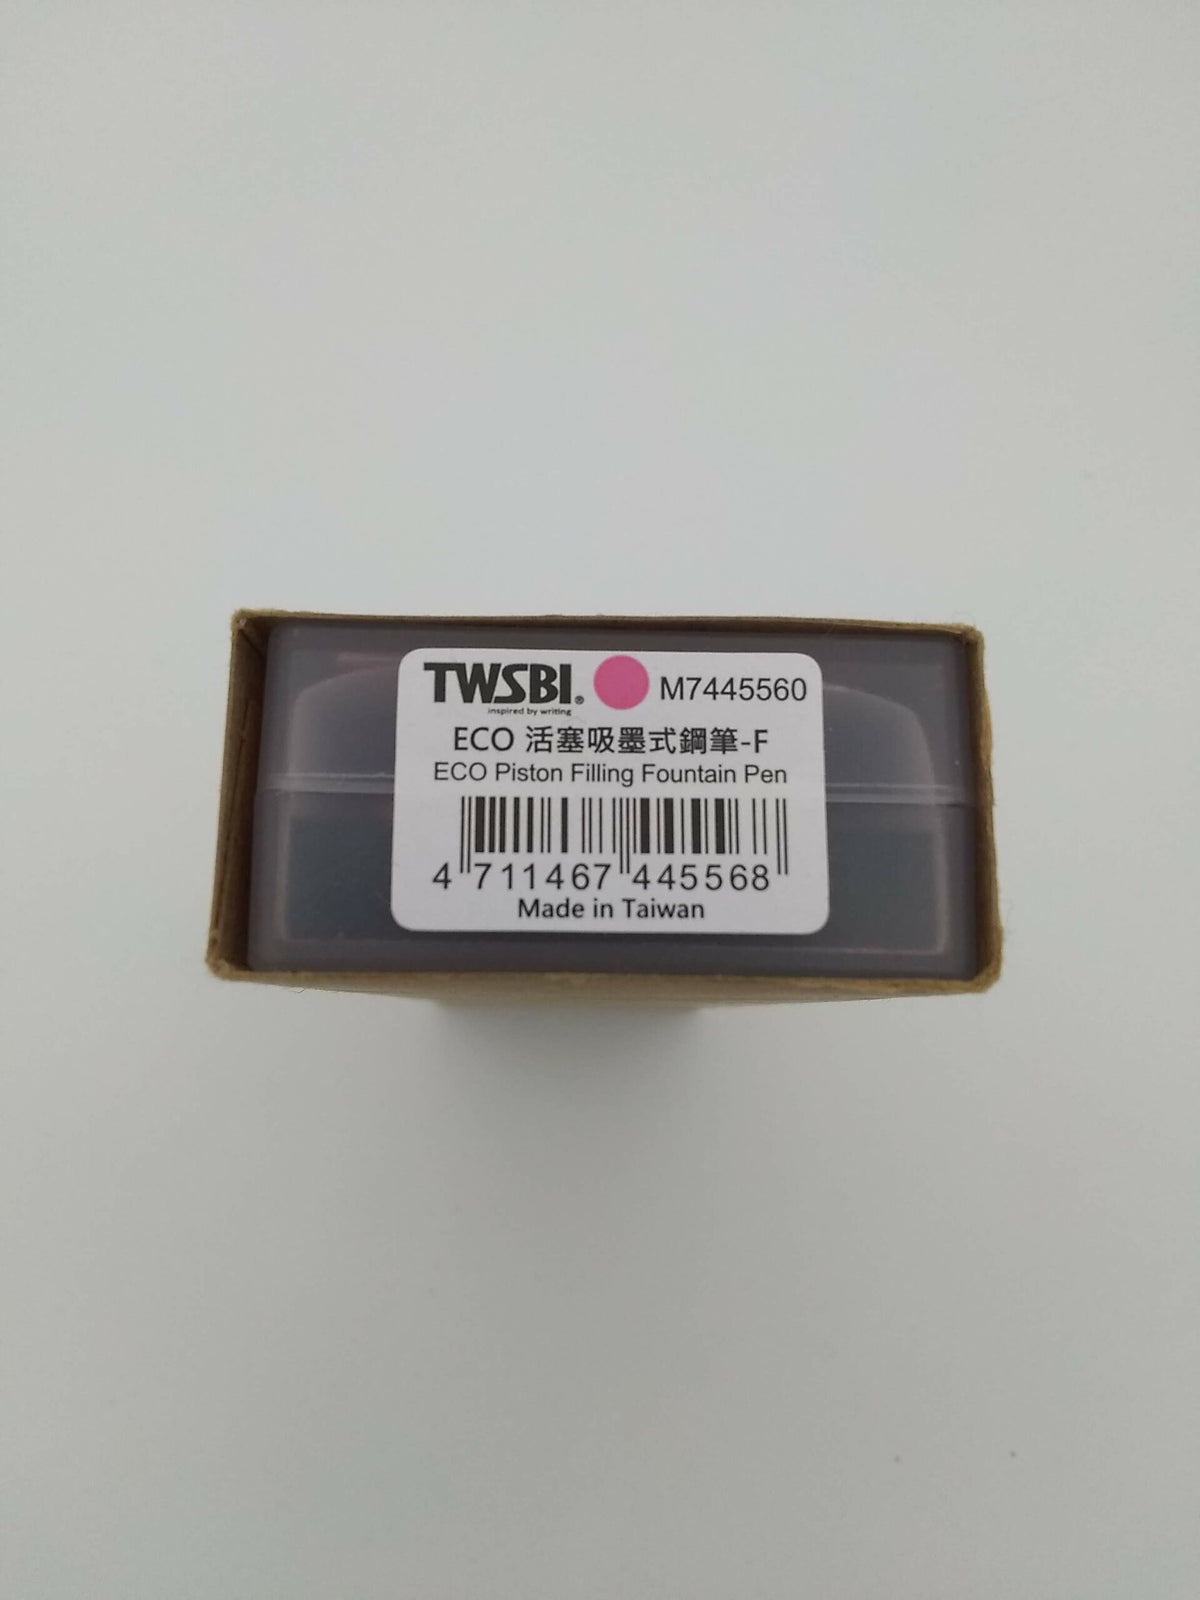 TWSBI® M7445560
inspired by writing
ECO 活塞吸墨式鋼筆-F
ECO Piston Filling Fountain Pen
4 711467 445568
Made in Taiwan